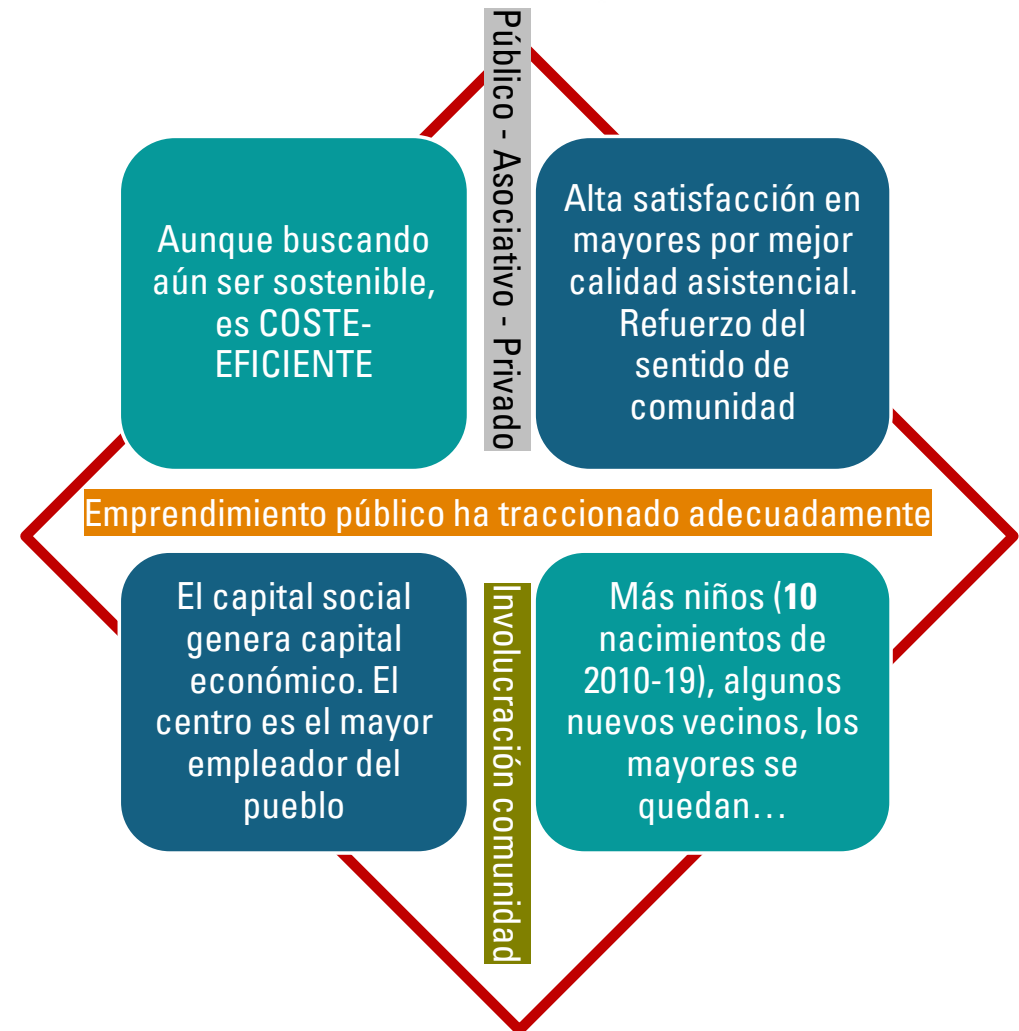 Público - Asociativo - Privado
Aunque buscando
aún ser sostenible,
es COSTE-
EFICIENTE
Alta satisfacción en
mayores por mejor
calidad asistencial.
Refuerzo del
sentido de
comunidad
Emprendimiento público ha traccionado adecuadamente
El capital social
genera capital
económico. El
centro es el mayor
empleador del
pueblo
Involucración comunidad
Más niños (10
nacimientos de
2010-19), algunos
nuevos vecinos, los
mayores se
quedan…